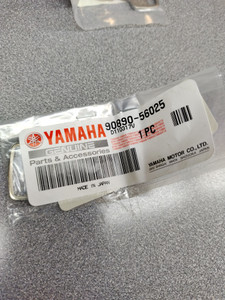 YAMAHA
GENUINE
Parts & Accessories
90890-56025
1 PC
MADE IN JAPAN
YAMAHA MOTOR CO., LTD.